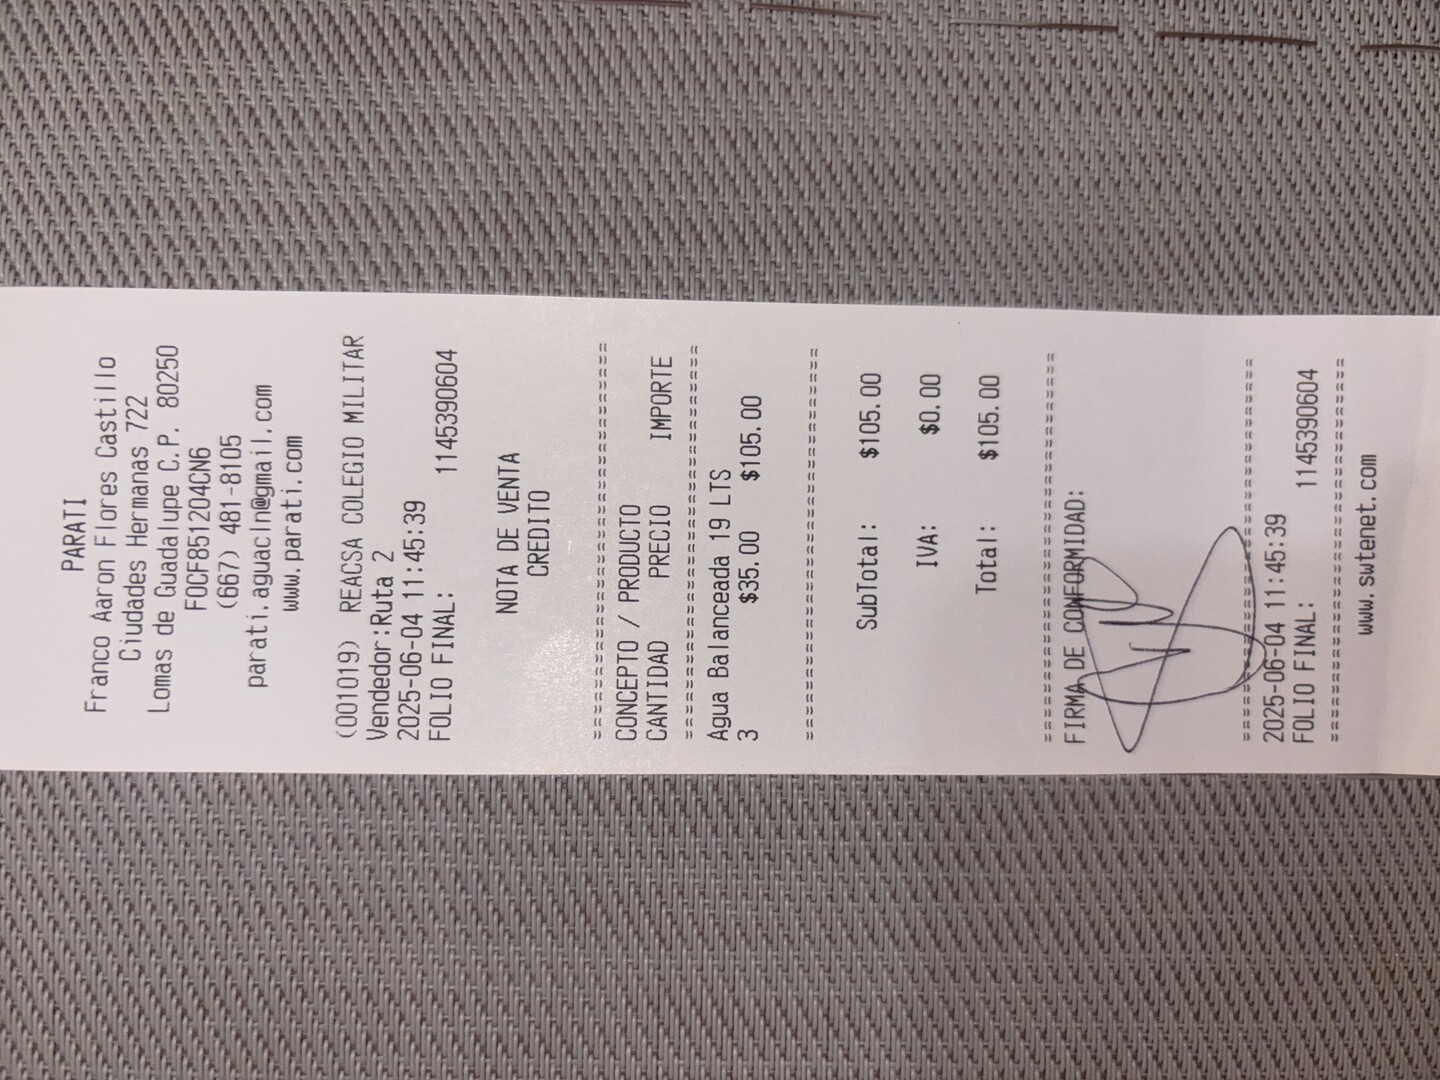 PARATI
Franco Aaron Flores Castillo
Ciudades Hermanas 722
Lomas de Guadalupe C.P. 80250
FOCF851204CN6
(667) 481-8105
parati.aguacln@gmail.com
www.parati.com
(001019) REACSA COLEGIO MILITAR
Vendedor:Ruta 2
2025-06-04 11:45:39
FOLIO FINAL: 1145390604
NOTA DE VENTA
CREDITO
================================
CONCEPTO / PRODUCTO
CANTIDAD PRECIO IMPORTE
================================
Agua Balanceada 19 LTS
3 $35.00 $105.00
================================
SubTotal: $105.00
IVA: $0.00
Total: $105.00
================================
FIRMA DE CONFORMIDAD:
================================
2025-06-04 11:45:39
FOLIO FINAL: 1145390604
================================
www.swtenet.com